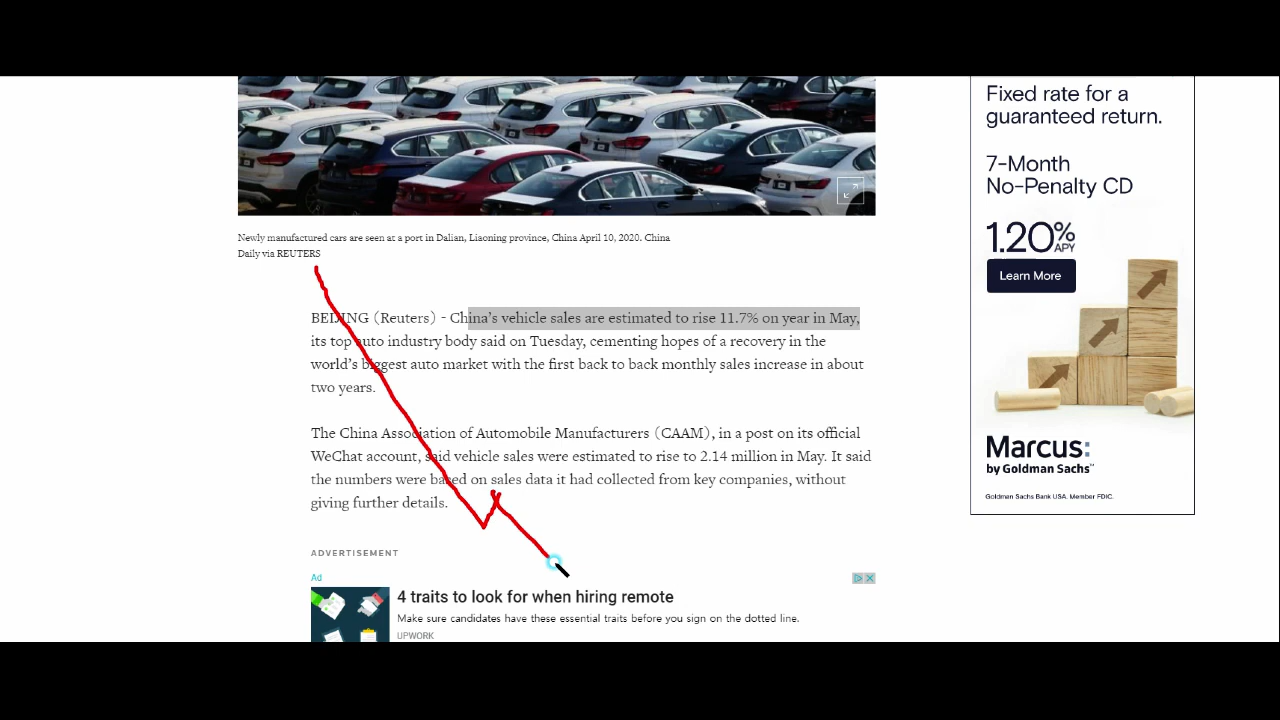 Newly manufactured cars are seen at a port in Dalian, Liaoning province, China April 10, 2020. China
Daily via REUTERS
BEIJING (Reuters) - China’s vehicle sales are estimated to rise 11.7% on year in May,
its top auto industry body said on Tuesday, cementing hopes of a recovery in the
world’s biggest auto market with the first back to back monthly sales increase in about
two years.
The China Association of Automobile Manufacturers (CAAM), in a post on its official
WeChat account, said vehicle sales were estimated to rise to 2.14 million in May. It said
the numbers were based on sales data it had collected from key companies, without
giving further details.
ADVERTISEMENT
Ad
4 traits to look for when hiring remote
Make sure candidates have these essential traits before you sign on the dotted line.
UPWORK
Fixed rate for a
guaranteed return.
7-Month
No-Penalty CD
1.20% APY
Learn More
Marcus:
by Goldman Sachs™
Goldman Sachs Bank USA. Member FDIC.